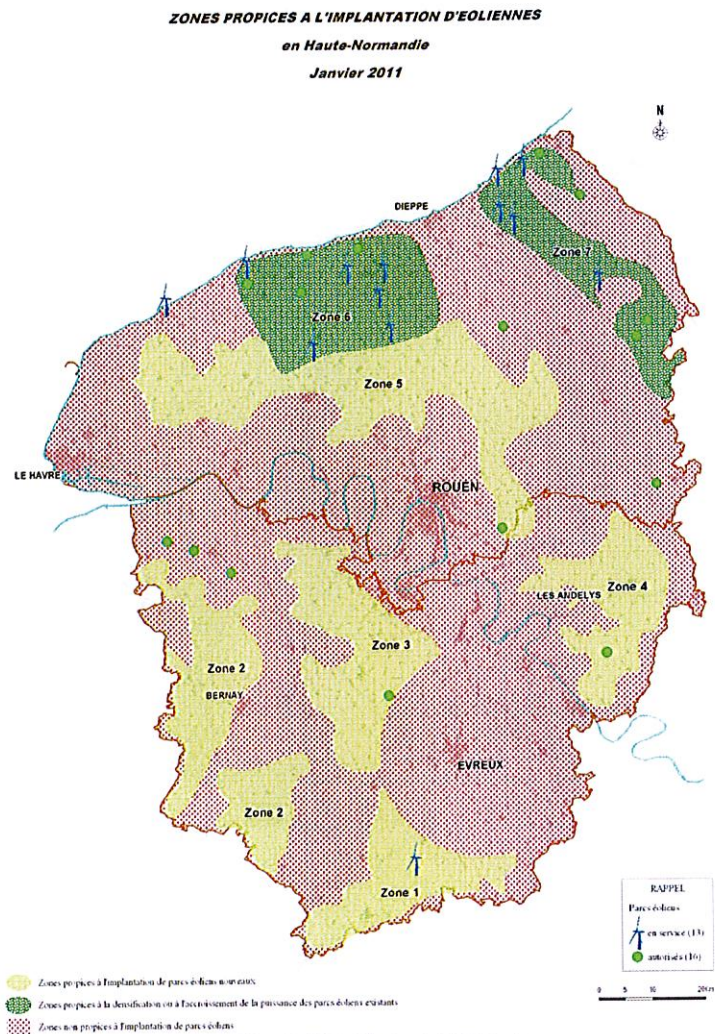 ZONES PROPICES A L'IMPLANTATION D'EOLIENNES
en Haute-Normandie
Janvier 2011
N
DIEPPE
Zone 7
Zone 6
Zone 5
LE HAVRE
ROUEN
LES ANDELYS
Zone 4
Zone 3
Zone 2
BERNAY
EVREUX
Zone 2
Zone 1
RAPPEL
Parcs éoliens
en service (13)
autorisés (16)
Zones propices à l'implantation de parcs éoliens nouveaux
Zones propices à la densification ou à l'accroissement de la puissance des parcs éoliens existants
Zones non propices à l'implantation de parcs éoliens
0 5 10 20Km